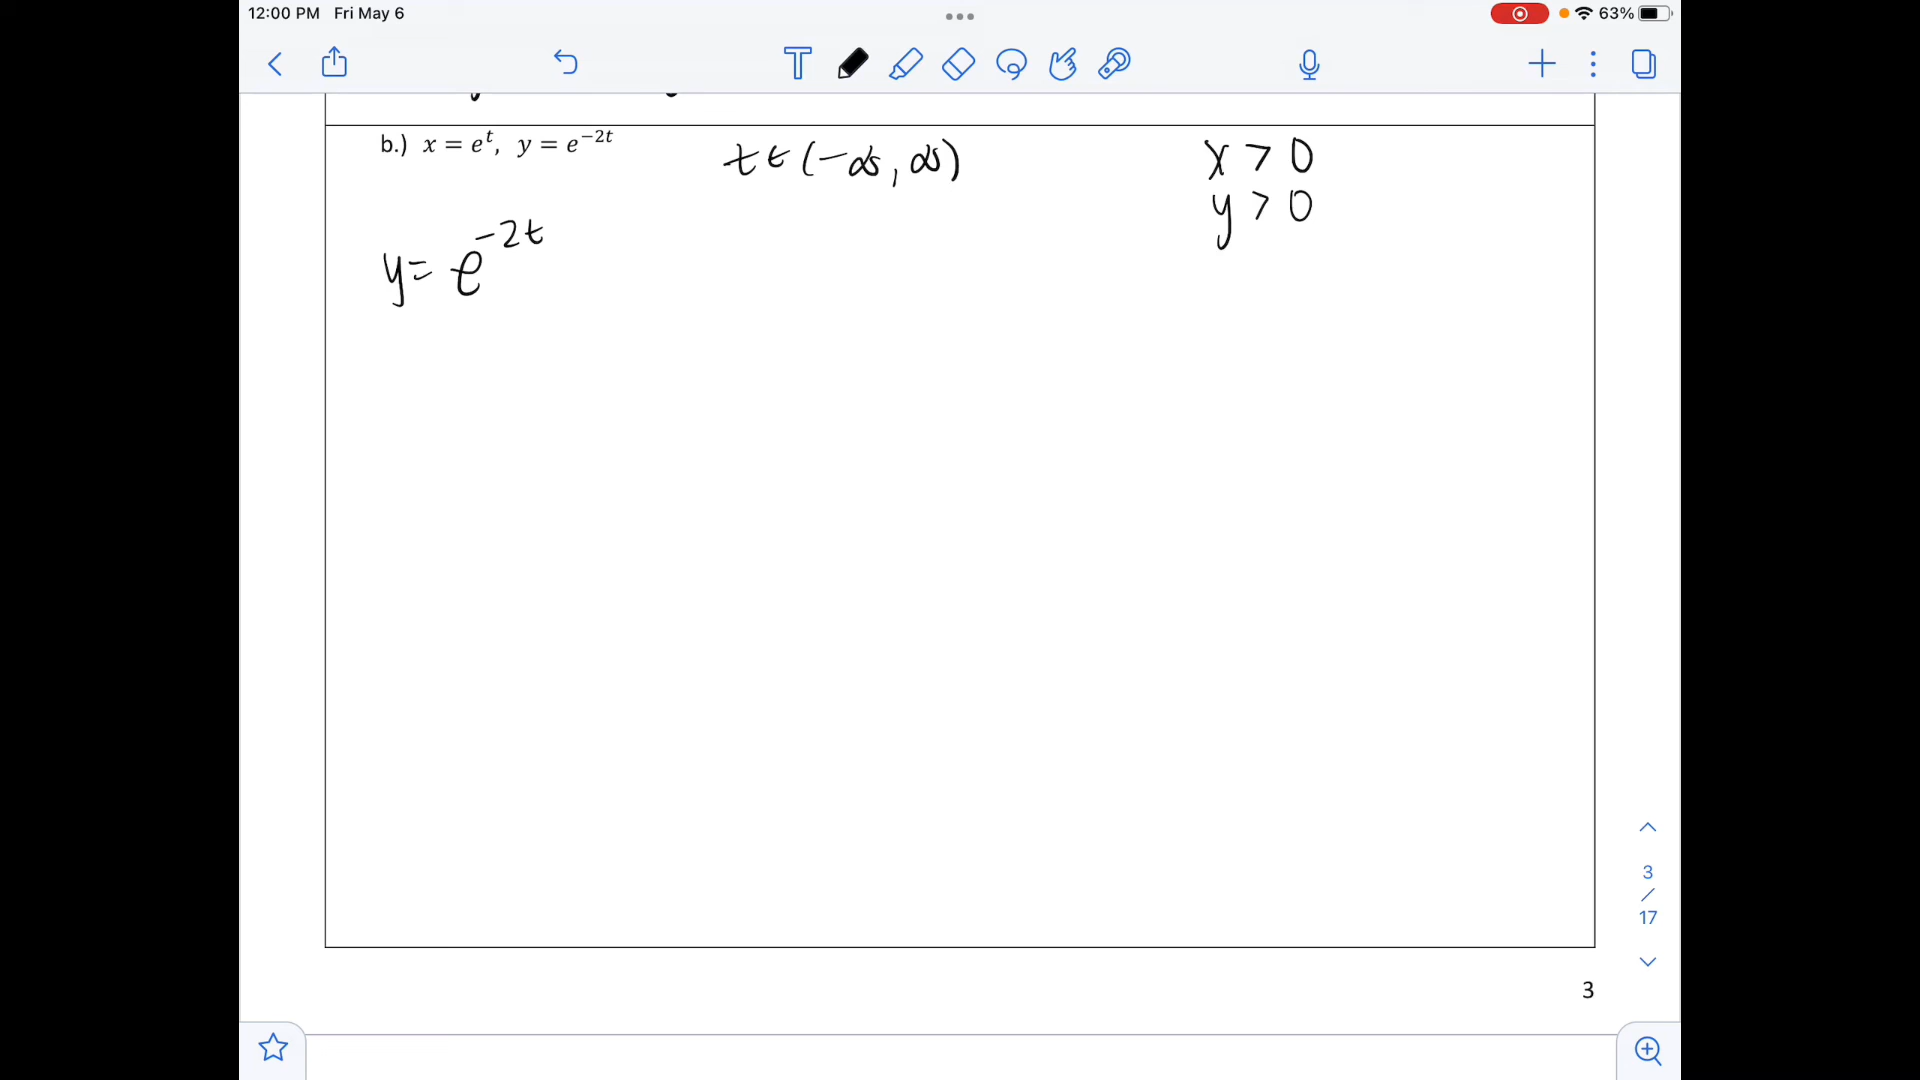 12:00 PM Fri May 6
63%
b.) x = e^t, y = e^{-2t}
t ∈ (-∞, ∞)
x > 0
y > 0
y = e^{-2t}
3
/
17
3